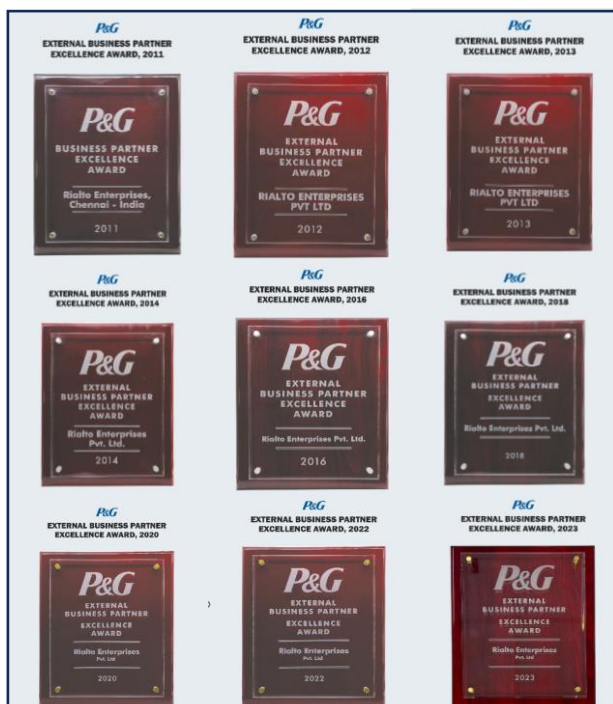 P&G
EXTERNAL BUSINESS PARTNER
EXCELLENCE AWARD, 2011
P&G
BUSINESS PARTNER
EXCELLENCE
AWARD
Rialto Enterprises,
Chennai - India
2011
P&G
EXTERNAL BUSINESS PARTNER
EXCELLENCE AWARD, 2012
P&G
EXTERNAL
BUSINESS PARTNER
EXCELLENCE
AWARD
RIALTO ENTERPRISES
PVT LTD
2012
P&G
EXTERNAL BUSINESS PARTNER
EXCELLENCE AWARD, 2013
P&G
EXTERNAL
BUSINESS PARTNER
EXCELLENCE
AWARD
RIALTO ENTERPRISES
PVT LTD
2013
P&G
EXTERNAL BUSINESS PARTNER
EXCELLENCE AWARD, 2014
P&G
EXTERNAL
BUSINESS PARTNER
EXCELLENCE
AWARD
Rialto Enterprises
Pvt. Ltd.
2014
P&G
EXTERNAL BUSINESS PARTNER
EXCELLENCE AWARD, 2016
P&G
EXTERNAL
BUSINESS PARTNER
EXCELLENCE
AWARD
Rialto Enterprises Pvt. Ltd.
2016
P&G
EXTERNAL BUSINESS PARTNER
EXCELLENCE AWARD, 2018
P&G
EXTERNAL
BUSINESS PARTNER
EXCELLENCE
AWARD
Rialto Enterprises Pvt. Ltd.
2018
P&G
EXTERNAL BUSINESS PARTNER
EXCELLENCE AWARD, 2020
P&G
EXTERNAL
BUSINESS PARTNER
EXCELLENCE
AWARD
Rialto Enterprises
Pvt. Ltd
2020
P&G
EXTERNAL BUSINESS PARTNER
EXCELLENCE AWARD, 2022
P&G
EXTERNAL
BUSINESS PARTNER
EXCELLENCE
AWARD
Rialto Enterprises
Pvt. Ltd
2022
P&G
EXTERNAL BUSINESS PARTNER
EXCELLENCE AWARD, 2023
P&G
EXTERNAL
BUSINESS PARTNER
EXCELLENCE
AWARD
Rialto Enterprises
Pvt. Ltd
2023